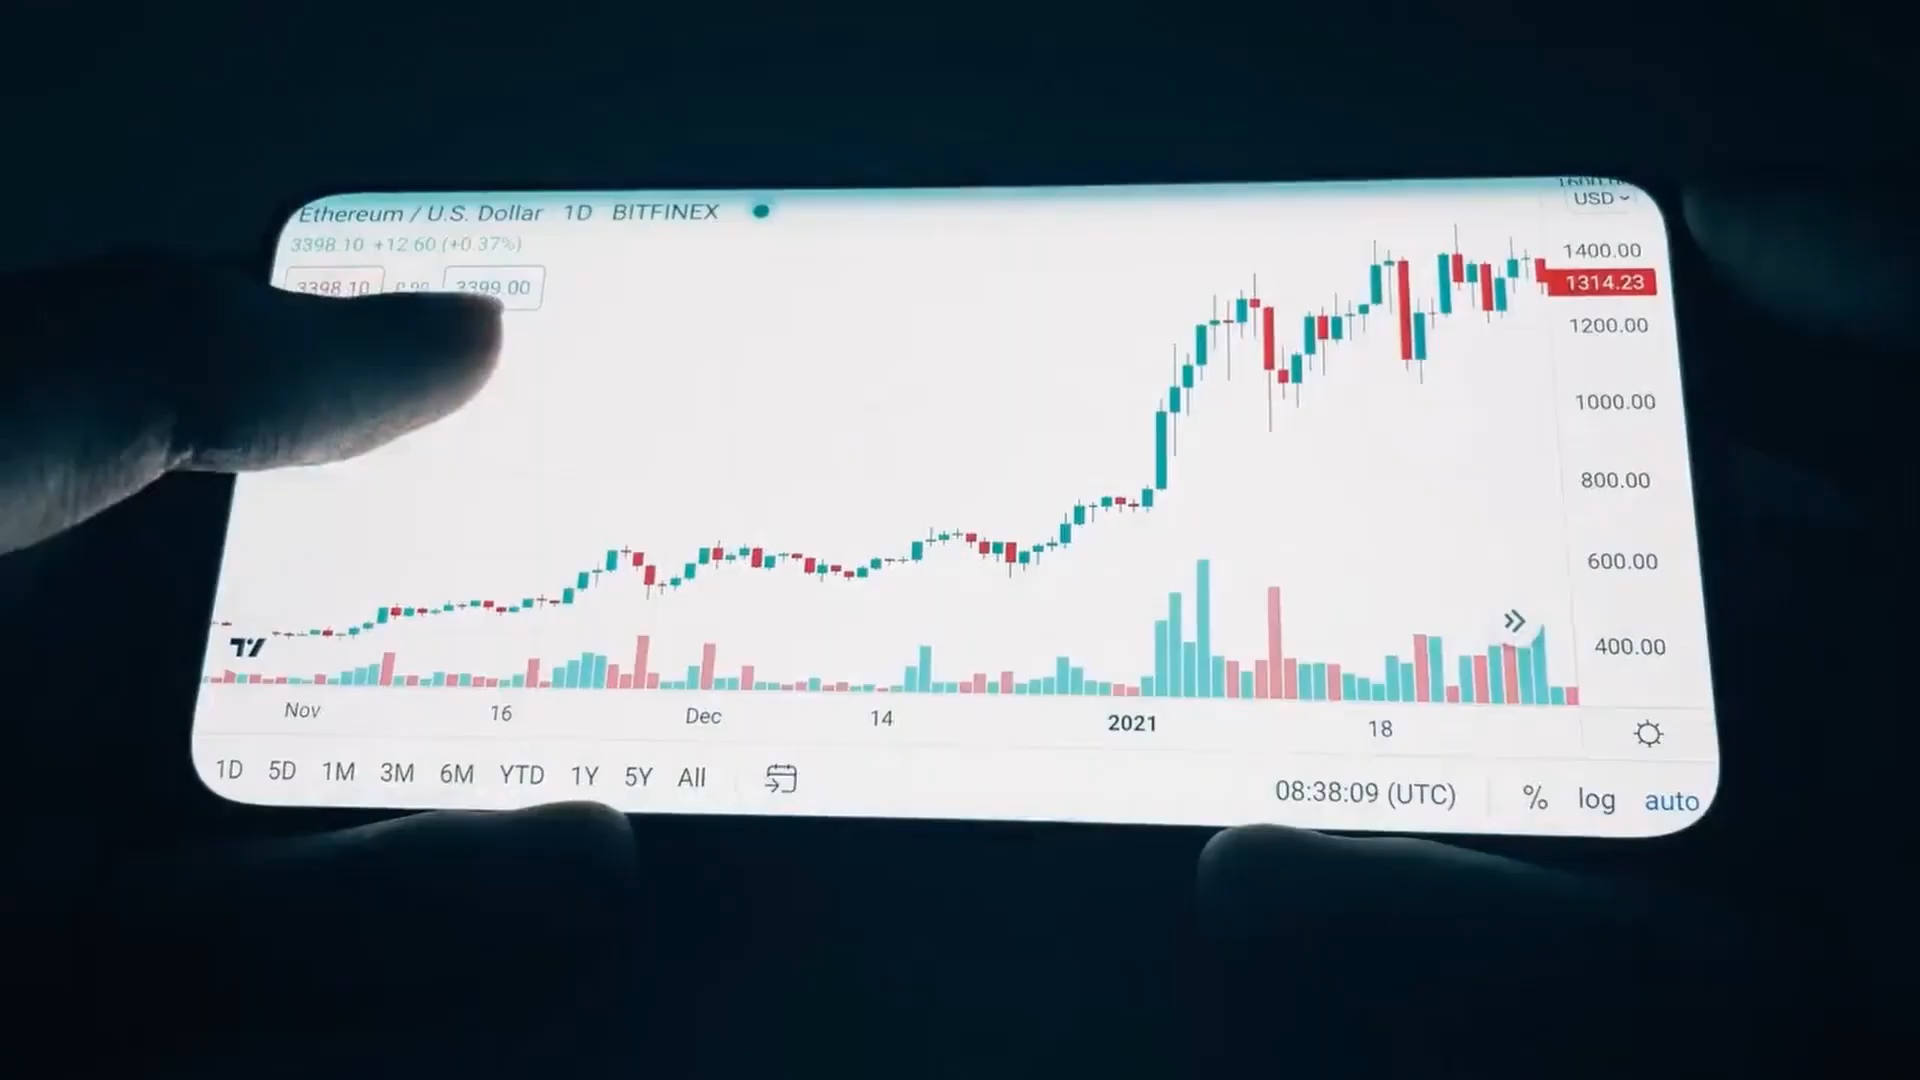 Ethereum / U.S. Dollar 1D BITFINEX
USD
3398.10 +12.60 (+0.37%)
3398.10 3399.00
1400.00
1314.23
1200.00
1000.00
800.00
600.00
400.00
Nov 16 Dec 14 2021 18
1D 5D 1M 3M 6M YTD 1Y 5Y All 08:38:09 (UTC) % log auto